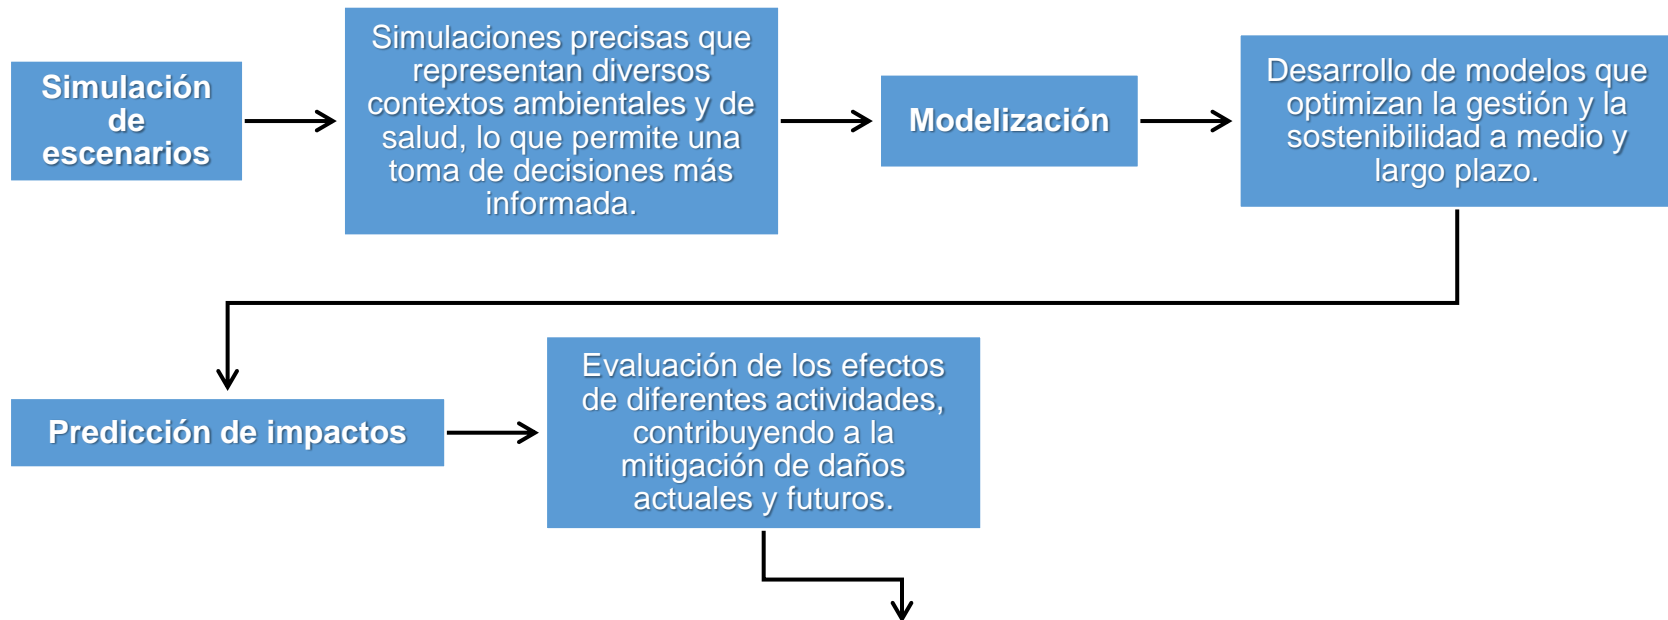 Simulación
de
escenarios
Simulaciones precisas que
representan diversos
contextos ambientales y de
salud, lo que permite una
toma de decisiones más
informada.
Modelización
Desarrollo de modelos que
optimizan la gestión y la
sostenibilidad a medio y
largo plazo.
Predicción de impactos
Evaluación de los efectos
de diferentes actividades,
contribuyendo a la
mitigación de daños
actuales y futuros.